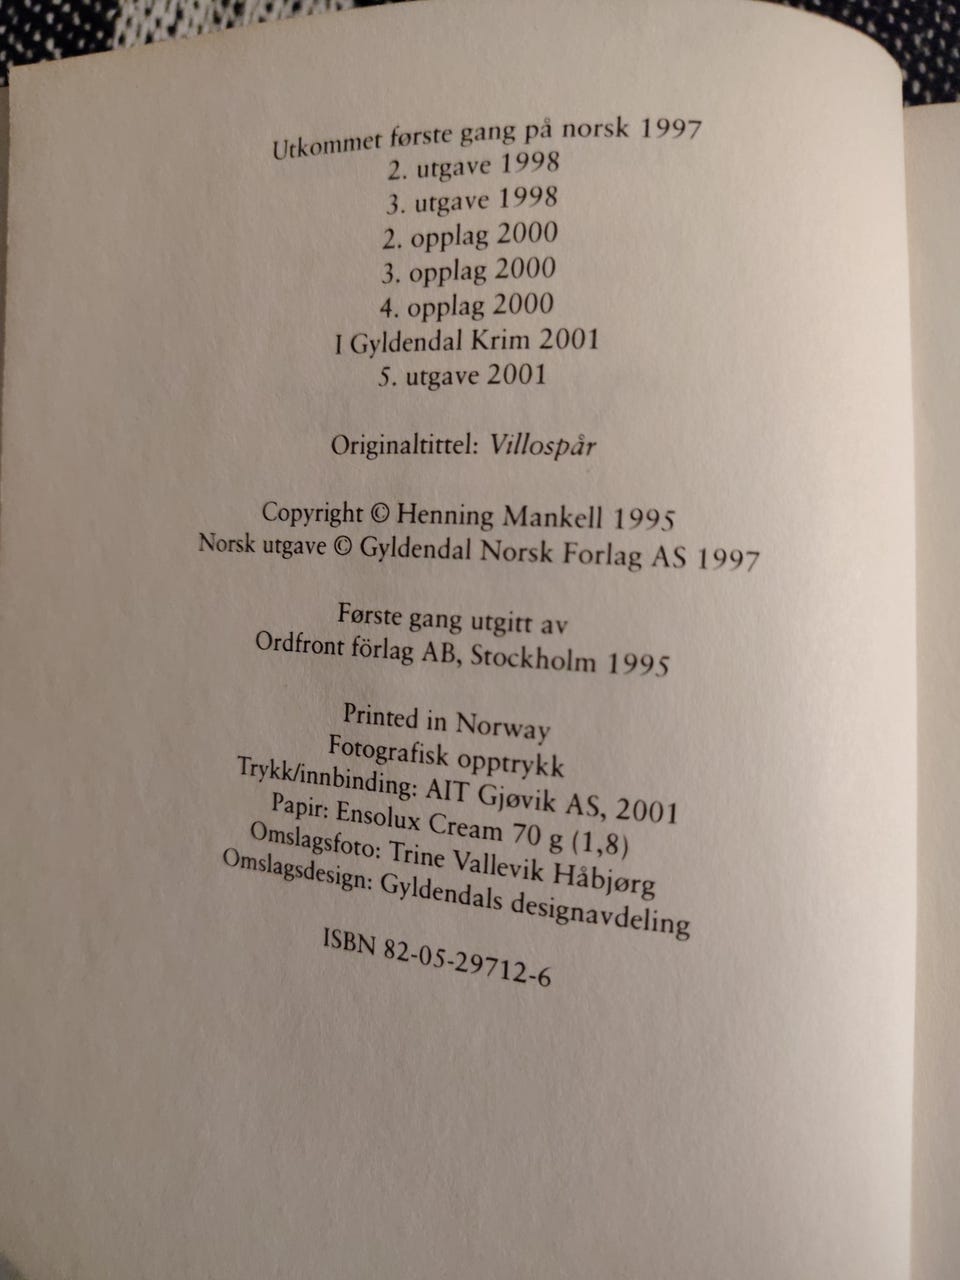 Utkommet første gang på norsk 1997
2. utgave 1998
3. utgave 1998
2. opplag 2000
3. opplag 2000
4. opplag 2000
I Gyldendal Krim 2001
5. utgave 2001
Originaltittel: Villospår
Copyright © Henning Mankell 1995
Norsk utgave © Gyldendal Norsk Forlag AS 1997
Første gang utgitt av
Ordfront förlag AB, Stockholm 1995
Printed in Norway
Fotografisk opptrykk
Trykk/innbinding: AIT Gjøvik AS, 2001
Papir: Ensolux Cream 70 g (1,8)
Omslagsfoto: Trine Vallevik Håbjørg
Omslagsdesign: Gyldendals designavdeling
ISBN 82-05-29712-6